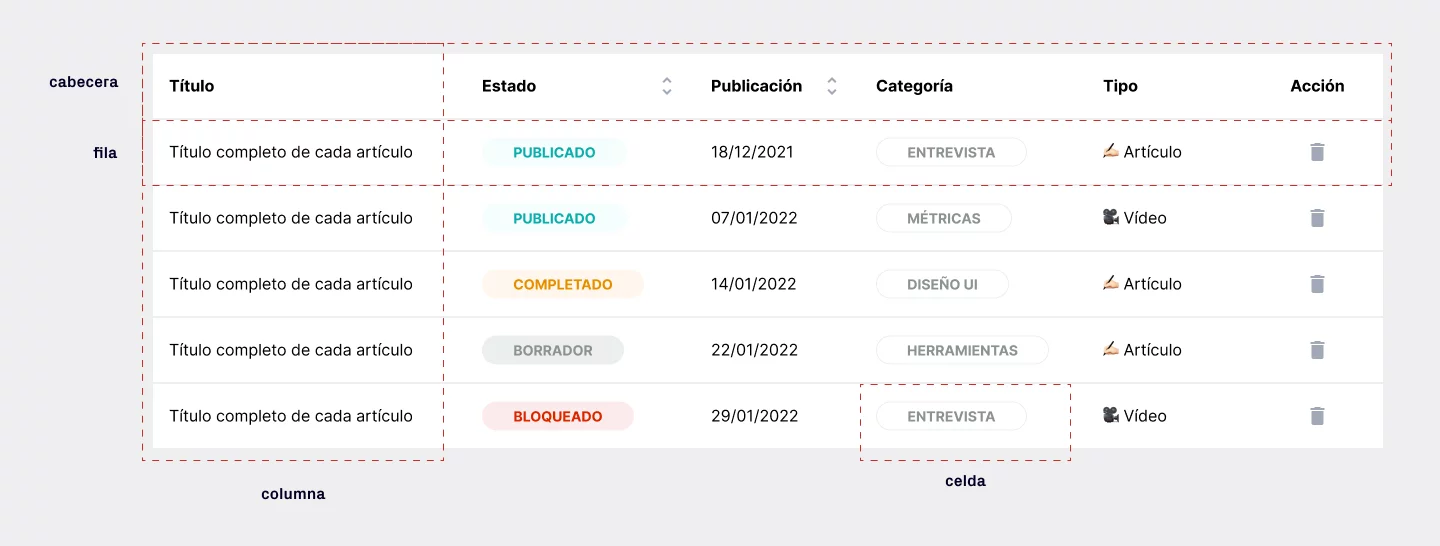 cabecera Título Estado Publicación Categoría Tipo Acción
fila Título completo de cada artículo PUBLICADO 18/12/2021 ENTREVISTA Artículo
Título completo de cada artículo PUBLICADO 07/01/2022 MÉTRICAS Vídeo
Título completo de cada artículo COMPLETADO 14/01/2022 DISEÑO UI Artículo
Título completo de cada artículo BORRADOR 22/01/2022 HERRAMIENTAS Artículo
Título completo de cada artículo BLOQUEADO 29/01/2022 ENTREVISTA Vídeo
celda
columna